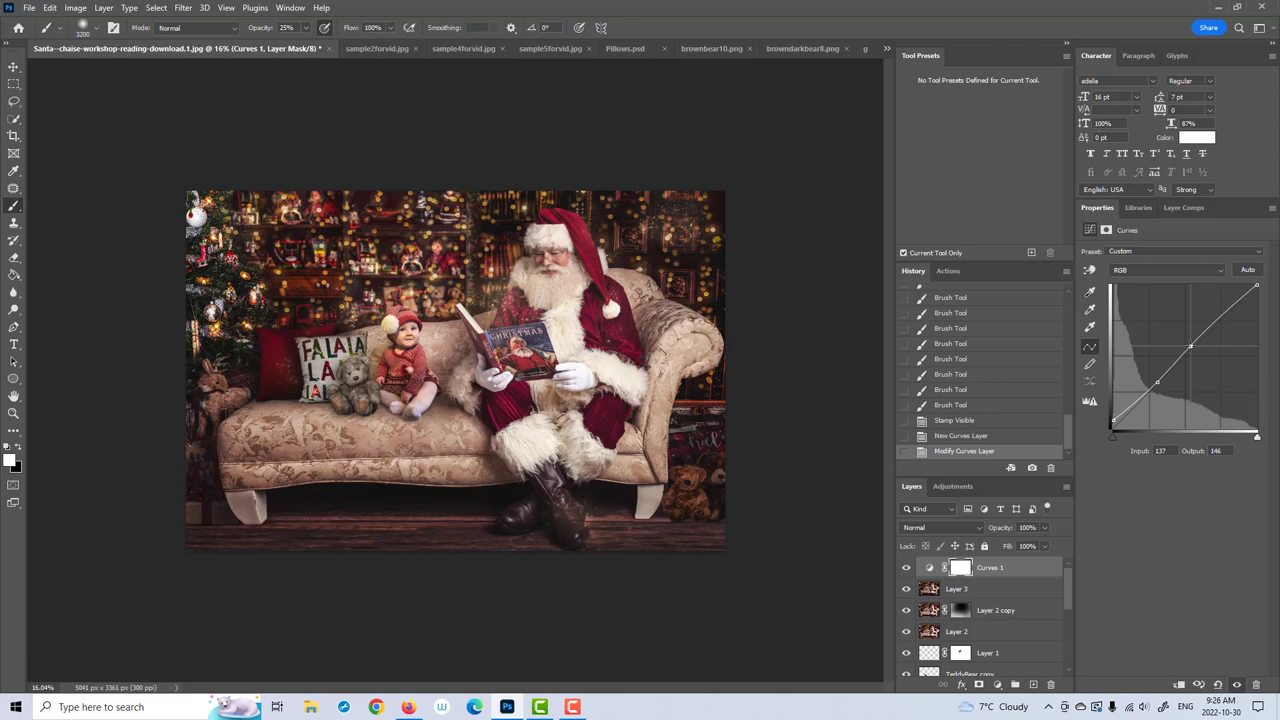 File Edit Image Layer Type Select Filter 3D View Plugins Window Help
3200 Mode: Normal Opacity: 25% Flow: 100% Smoothing: 0° Share
Santa--chaise-workshop-reading-download.1.jpg @ 16% (Curves 1, Layer Mask/8) * × sample2forvid.jpg × sample4forvid.jpg × sample5forvid.jpg × Pillows.psd × brownbear10.png × browndarkbear8.png × g
Tool Presets
No Tool Presets Defined for Current Tool.
Current Tool Only
History Actions
Brush Tool
Brush Tool
Brush Tool
Brush Tool
Brush Tool
Brush Tool
Brush Tool
Brush Tool
Stamp Visible
New Curves Layer
Modify Curves Layer
Layers Adjustments
Kind
Normal Opacity: 100%
Lock: Fill: 100%
Curves 1
Layer 3
Layer 2 copy
Layer 2
Layer 1
TeddyBear copy
Character Paragraph Glyphs
adelia Regular
16 pt 7 pt
0
100% 87%
0 pt Color:
English: USA Strong
Properties Libraries Layer Comps
Curves
Preset: Custom
RGB Auto
Input: 137 Output: 146
FALALA
LA
LA
CHRISTMAS
16.04% 5041 px x 3361 px (300 ppi)
Type here to search
7°C Cloudy
9:26 AM
2022-10-30